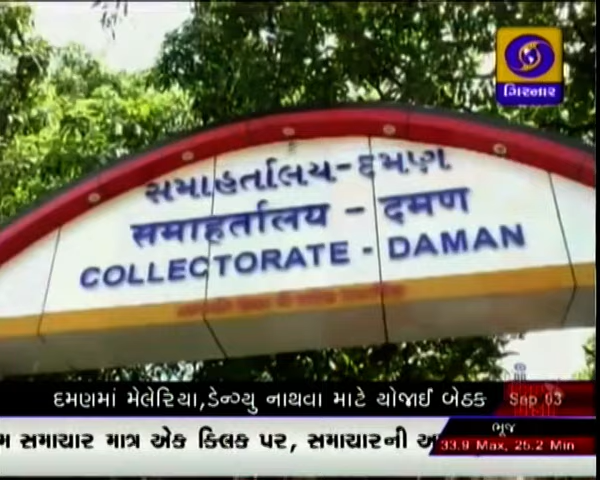 ગિરનાર
સમાહર્તાલય-દમણ
समाहर्तालय - दमण
COLLECTORATE - DAMAN
દમણમાં મેલેરિયા,ડેન્ગ્યુ નાથવા માટે યોજાઈ બેઠક
Sep 03
મ સમાચાર માત્ર એક ક્લિક પર, સમાચારની અ
ભૂજ
33.9 Max, 25.2 Min